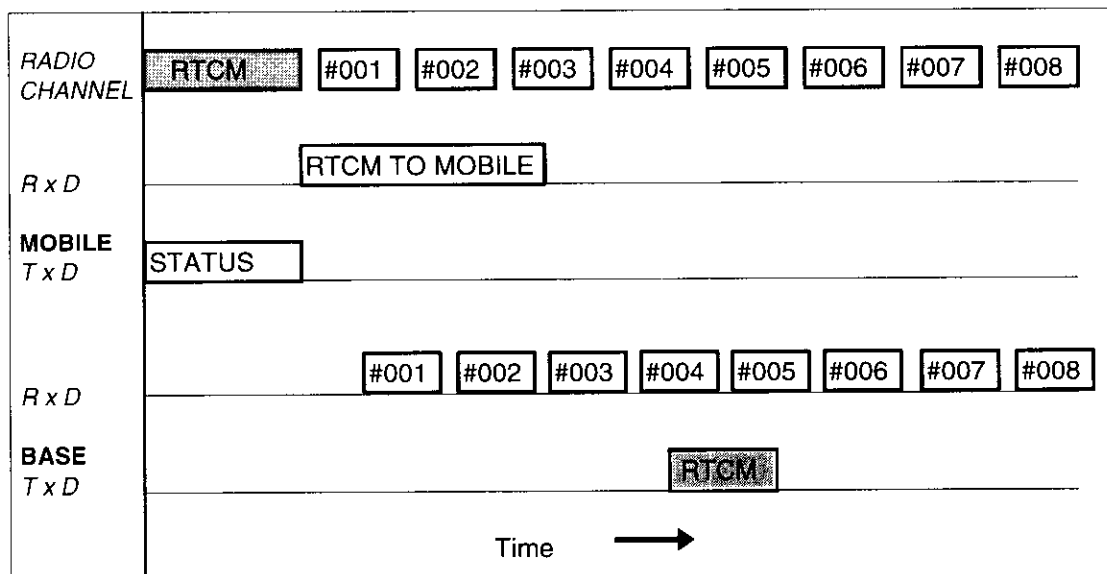 RADIO CHANNEL
RTCM #001 #002 #003 #004 #005 #006 #007 #008
RTCM TO MOBILE
R x D
MOBILE
STATUS
T x D
#001 #002 #003 #004 #005 #006 #007 #008
R x D
BASE
RTCM
T x D
Time